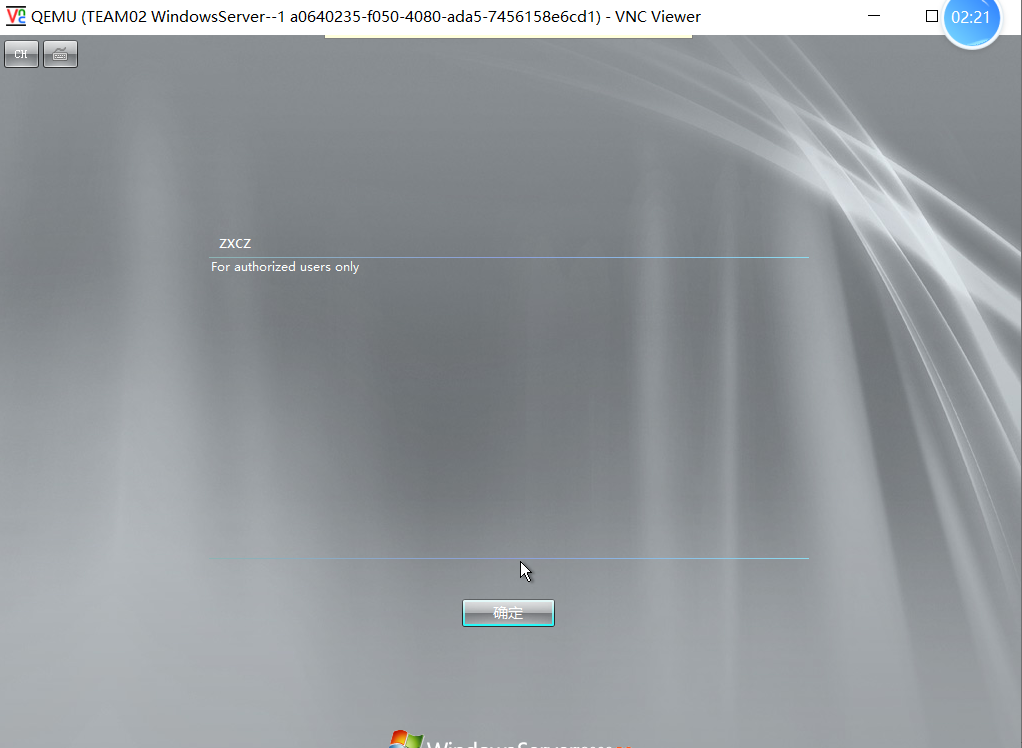 QEMU (TEAM02 WindowsServer--1 a0640235-f050-4080-ada5-7456158e6cd1) - VNC Viewer
02:21
CH
zxcz
For authorized users only
确定